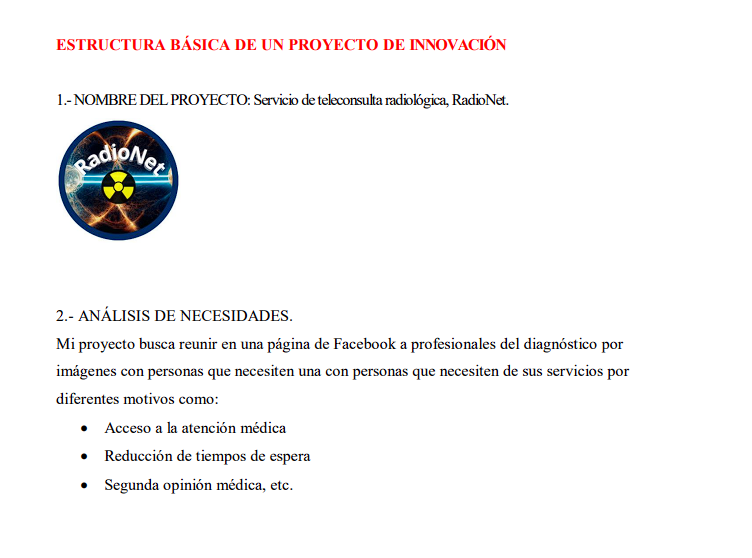 ESTRUCTURA BÁSICA DE UN PROYECTO DE INNOVACIÓN
1.- NOMBRE DEL PROYECTO: Servicio de teleconsulta radiológica, RadioNet.
RadioNet
2.- ANÁLISIS DE NECESIDADES.
Mi proyecto busca reunir en una página de Facebook a profesionales del diagnóstico por
imágenes con personas que necesiten una con personas que necesiten de sus servicios por
diferentes motivos como:
• Acceso a la atención médica
• Reducción de tiempos de espera
• Segunda opinión médica, etc.